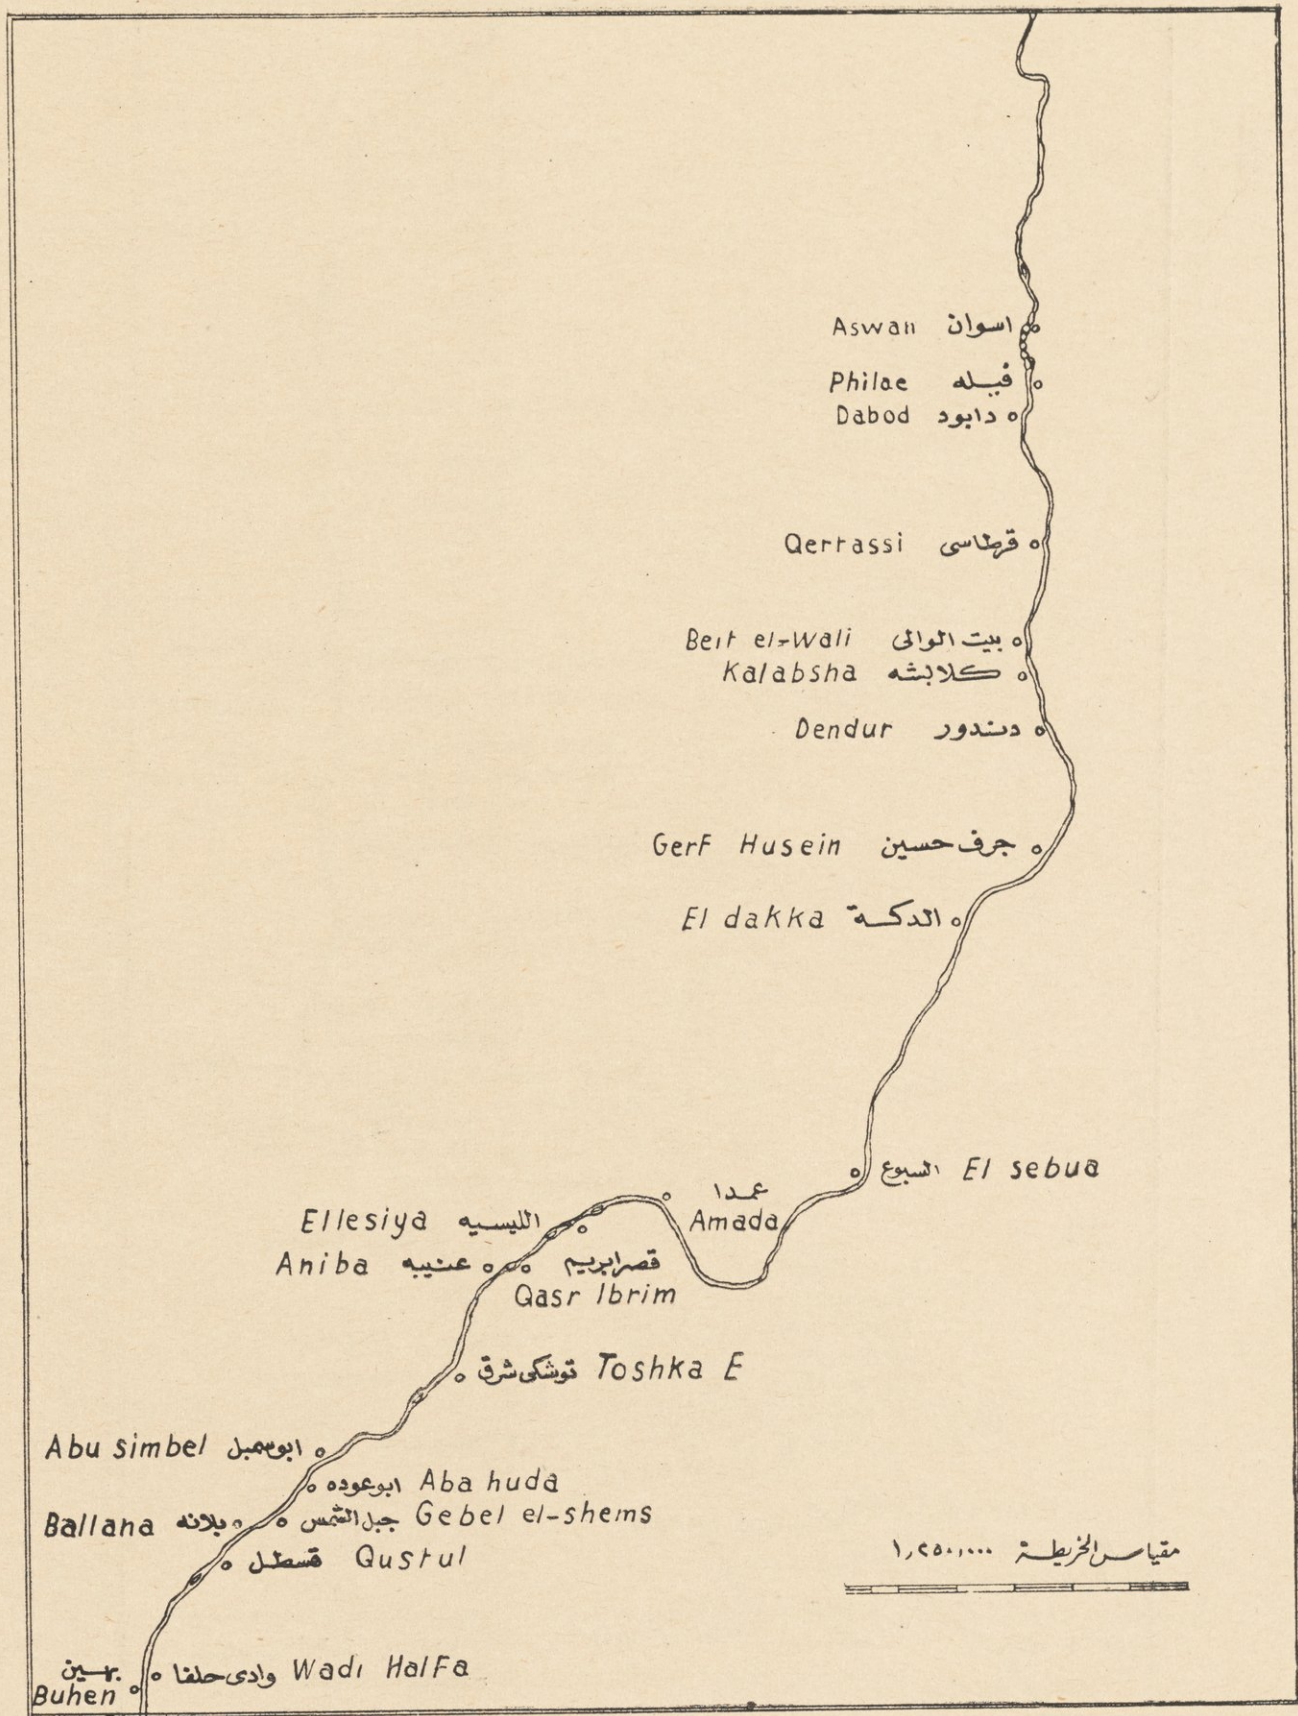 Aswan اسوان
Philae فيله
Dabod دابود
Qertassi قرطاسى
Beit el-Wali بيت الوالى
Kalabsha كلابشه
Dendur دندور
Gerf Husein جرف حسين
El dakka الدكة
السبوع El sebua
عمدا
Amada
Ellesiya الليسيه
Aniba عنيبه
قصر ابريم
Qasr Ibrim
توشكى شرق Toshka E
Abu simbel ابوسمبل
ابوعوده Aba huda
Ballana بلانه
جبل الشمس Gebel el-shems
قسطل Qustul
مقياس الخريطة ١,٢٥٠,٠٠٠
وادى حلفا Wadi Halfa
بهين
Buhen